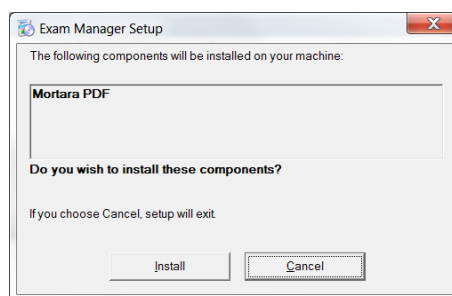 Exam Manager Setup
The following components will be installed on your machine:
Mortara PDF
Do you wish to install these components?
If you choose Cancel, setup will exit.
Install
Cancel